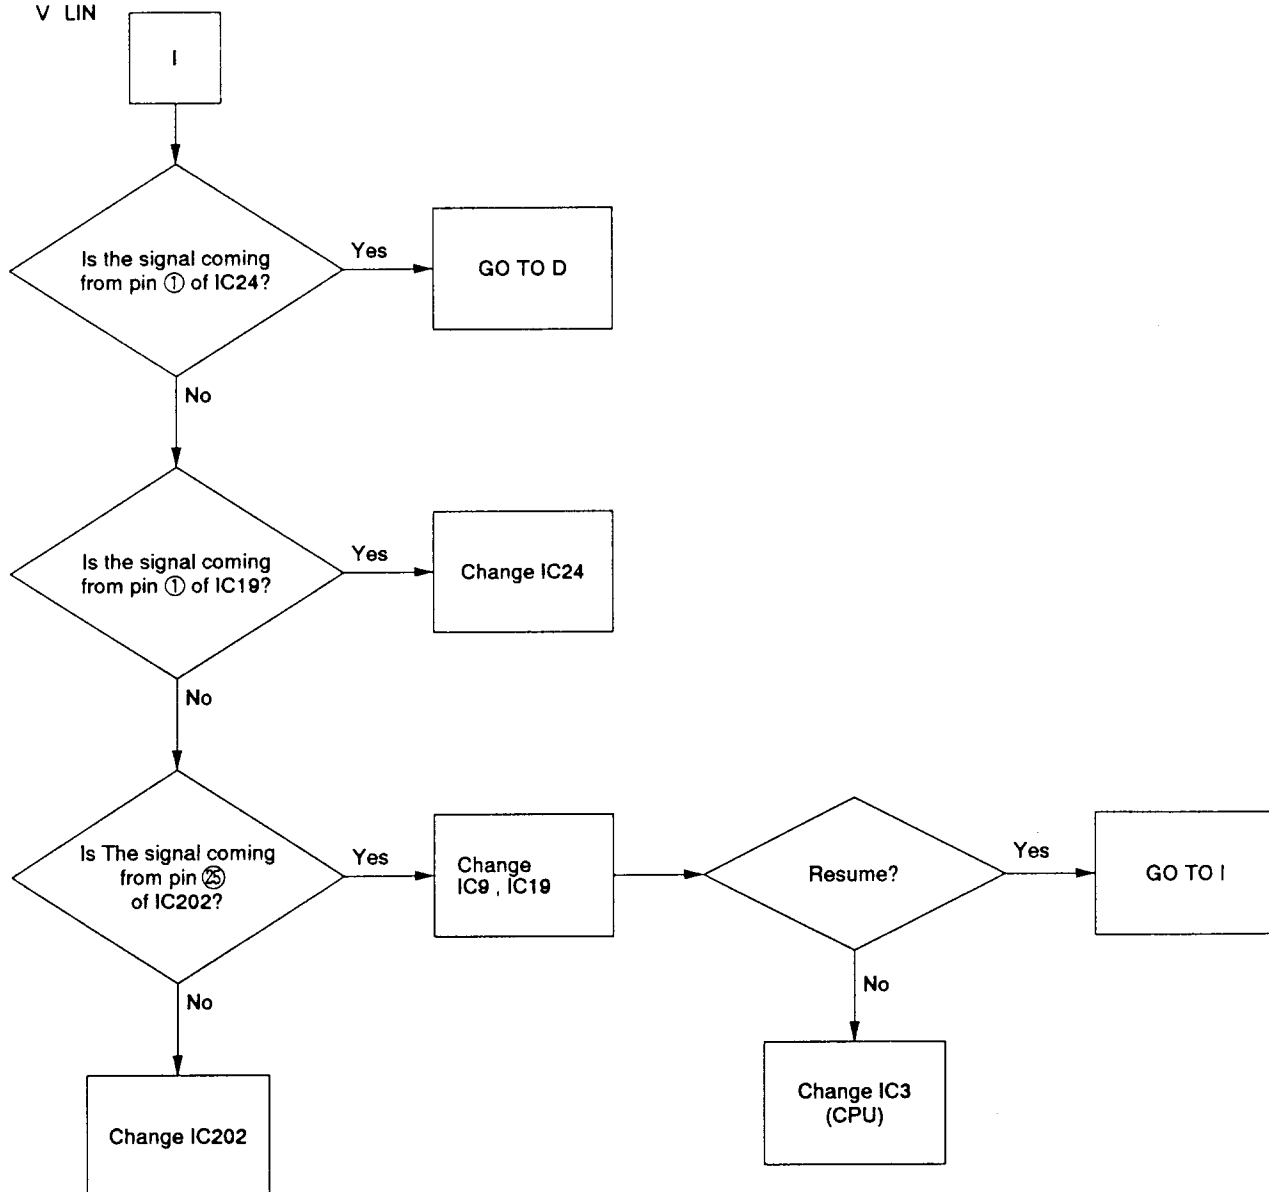 V LIN
I
Is the signal coming
from pin ① of IC24?
Yes
GO TO D
No
Is the signal coming
from pin ① of IC19?
Yes
Change IC24
No
Is The signal coming
from pin ㉕
of IC202?
Yes
Change
IC9 , IC19
Resume?
Yes
GO TO I
No
Change IC3
(CPU)
No
Change IC202